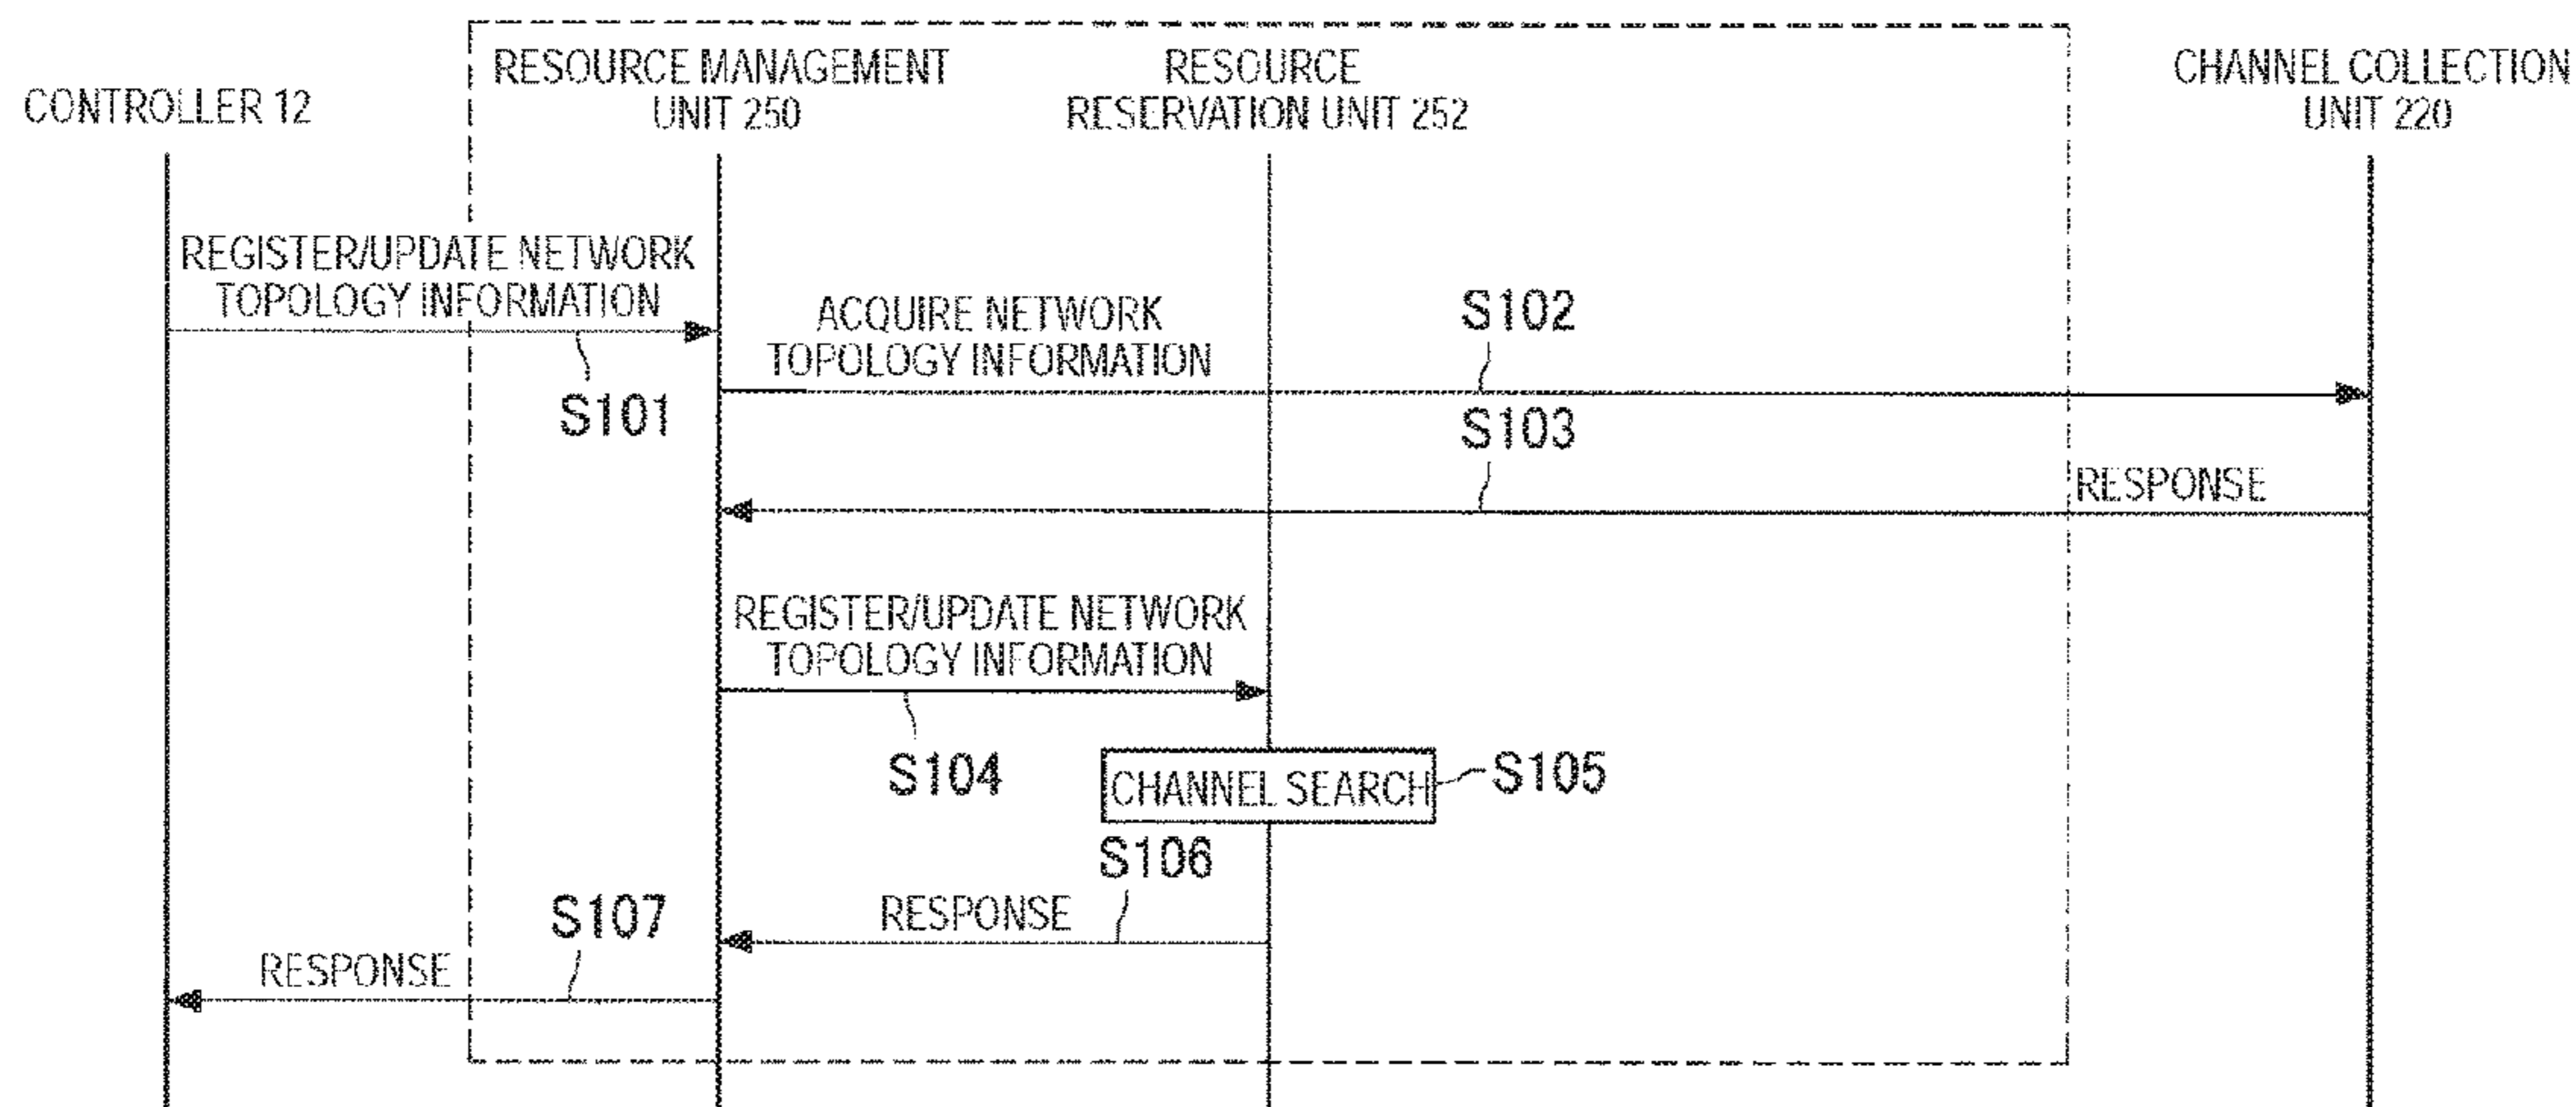 CONTROLLER 12
RESOURCE MANAGEMENT
UNIT 250
RESOURCE
RESERVATION UNIT 252
CHANNEL COLLECTION
UNIT 220
REGISTER/UPDATE NETWORK
TOPOLOGY INFORMATION
S101
ACQUIRE NETWORK
TOPOLOGY INFORMATION
S102
S103
RESPONSE
REGISTER/UPDATE NETWORK
TOPOLOGY INFORMATION
S104
CHANNEL SEARCH
S105
S106
RESPONSE
S107
RESPONSE